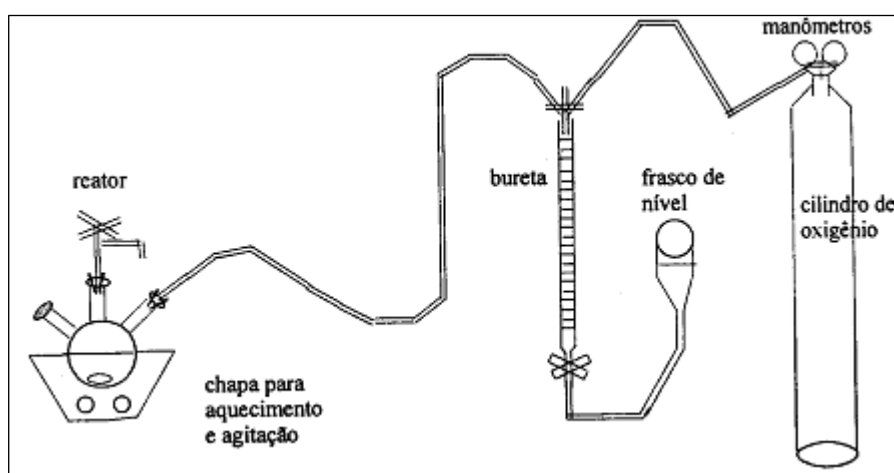 manômetros
reator
bureta
frasco de
nível
cilindro de
oxigênio
chapa para
aquecimento
e agitação